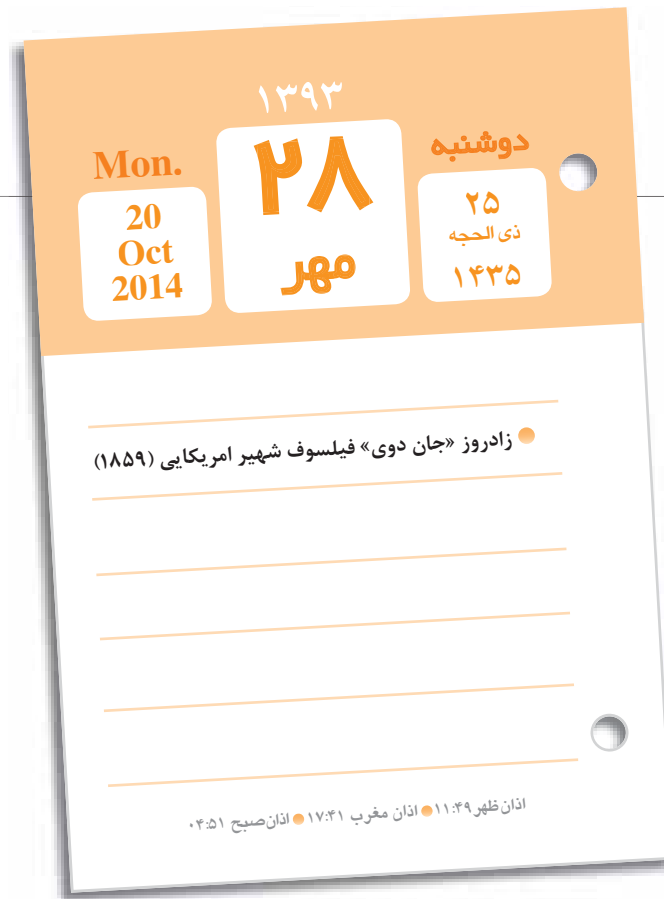 ۱۳۹۳
دوشنبه
۲۵
ذی الحجه
۱۴۳۵
۲۸
مهر
Mon.
20
Oct
2014
زادروز «جان دوی» فیلسوف شهیر امریکایی (۱۸۵۹)
اذان ظهر ۱۱:۴۹ اذان مغرب ۱۷:۴۱ اذان صبح ۰۴:۵۱